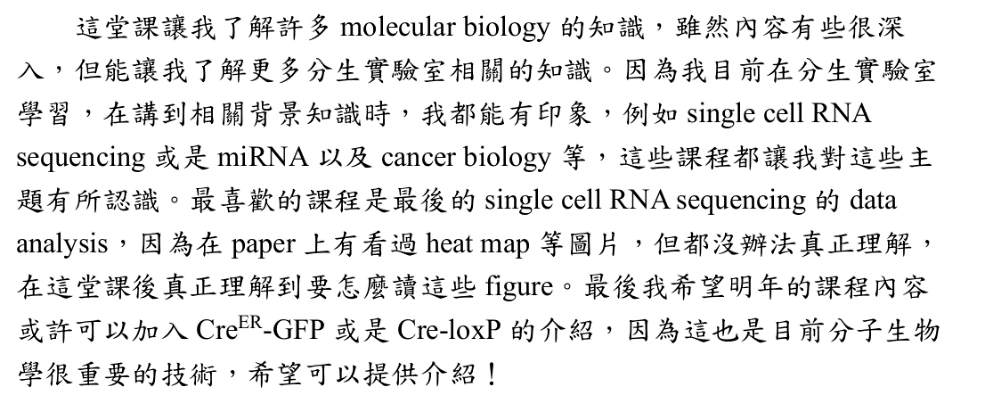 這堂課讓我了解許多 molecular biology 的知識，雖然內容有些很深
入，但能讓我了解更多分生實驗室相關的知識。因為我目前在分生實驗室
學習，在講到相關背景知識時，我都能有印象，例如 single cell RNA
sequencing 或是 miRNA 以及 cancer biology 等，這些課程都讓我對這些主
題有所認識。最喜歡的課程是最後的 single cell RNA sequencing 的 data
analysis，因為在 paper 上有看過 heat map 等圖片，但都沒辦法真正理解，
在這堂課後真正理解到要怎麼讀這些 figure。最後我希望明年的課程內容
或許可以加入 Cre^ER-GFP 或是 Cre-loxP 的介紹，因為這也是目前分子生物
學很重要的技術，希望可以提供介紹！